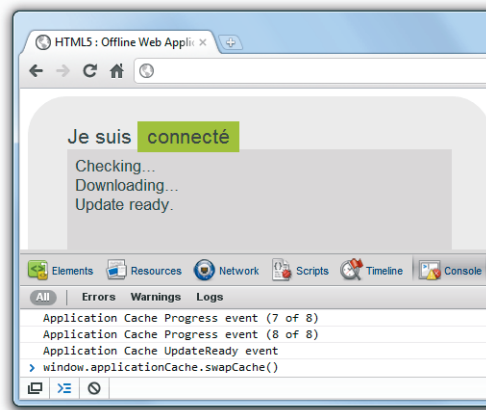 HTML5 : Offline Web Applic
Je suis connecté
Checking...
Downloading...
Update ready.
Elements Resources Network Scripts Timeline Console
All Errors Warnings Logs
Application Cache Progress event (7 of 8)
Application Cache Progress event (8 of 8)
Application Cache UpdateReady event
> window.applicationCache.swapCache()